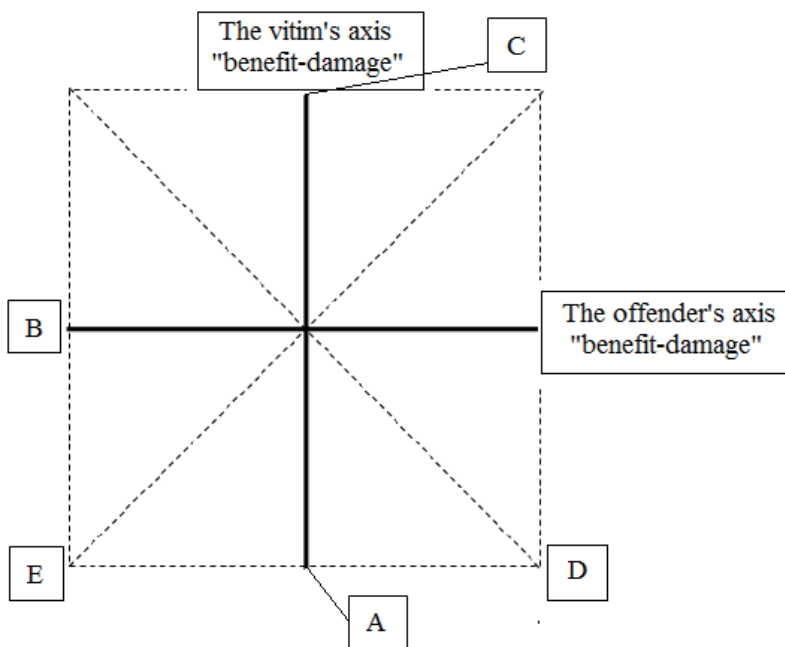 The vitim's axis
"benefit-damage"
C
B
The offender's axis
"benefit-damage"
E
D
A